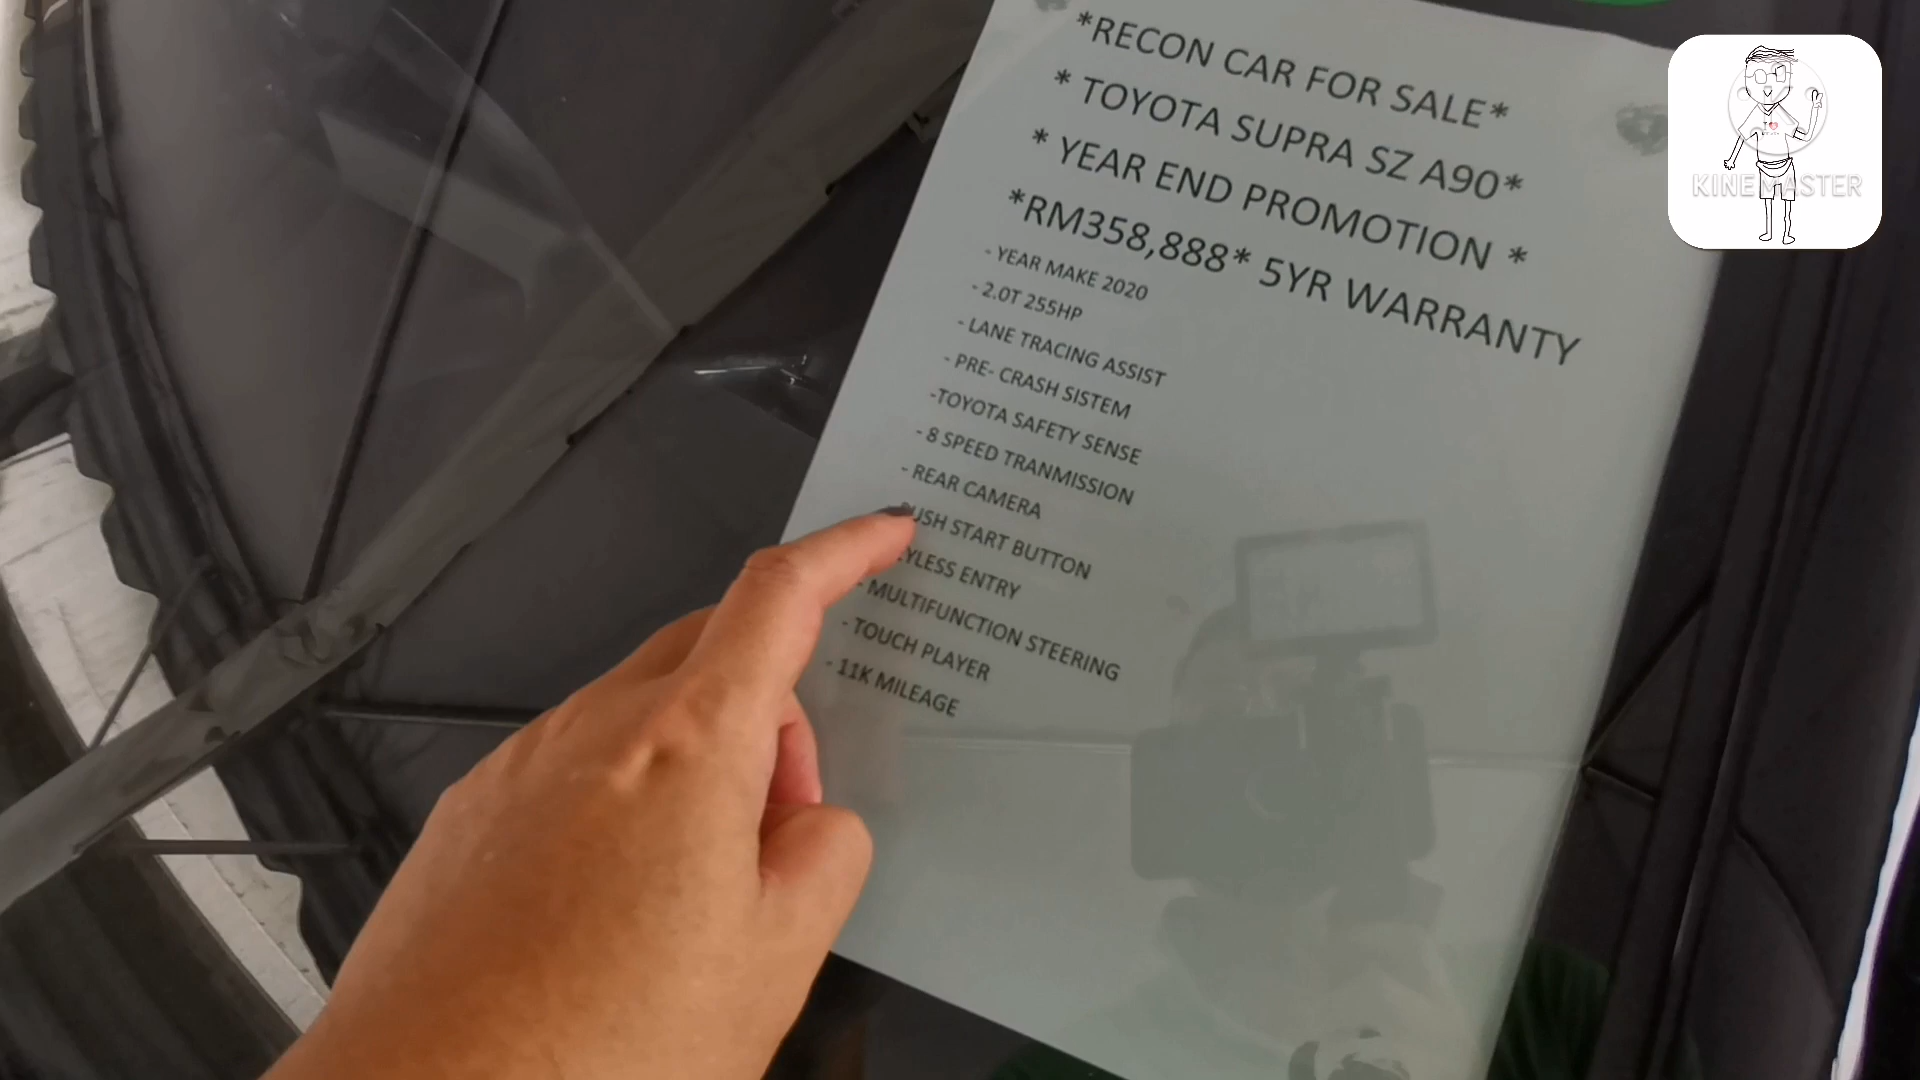 *RECON CAR FOR SALE*
* TOYOTA SUPRA SZ A90*
* YEAR END PROMOTION *
*RM358,888* 5YR WARRANTY
- YEAR MAKE 2020
- 2.0T 255HP
- LANE TRACING ASSIST
- PRE- CRASH SISTEM
-TOYOTA SAFETY SENSE
- 8 SPEED TRANMISSION
- REAR CAMERA
PUSH START BUTTON
EYLESS ENTRY
- MULTIFUNCTION STEERING
- TOUCH PLAYER
- 11K MILEAGE
KINEMASTER